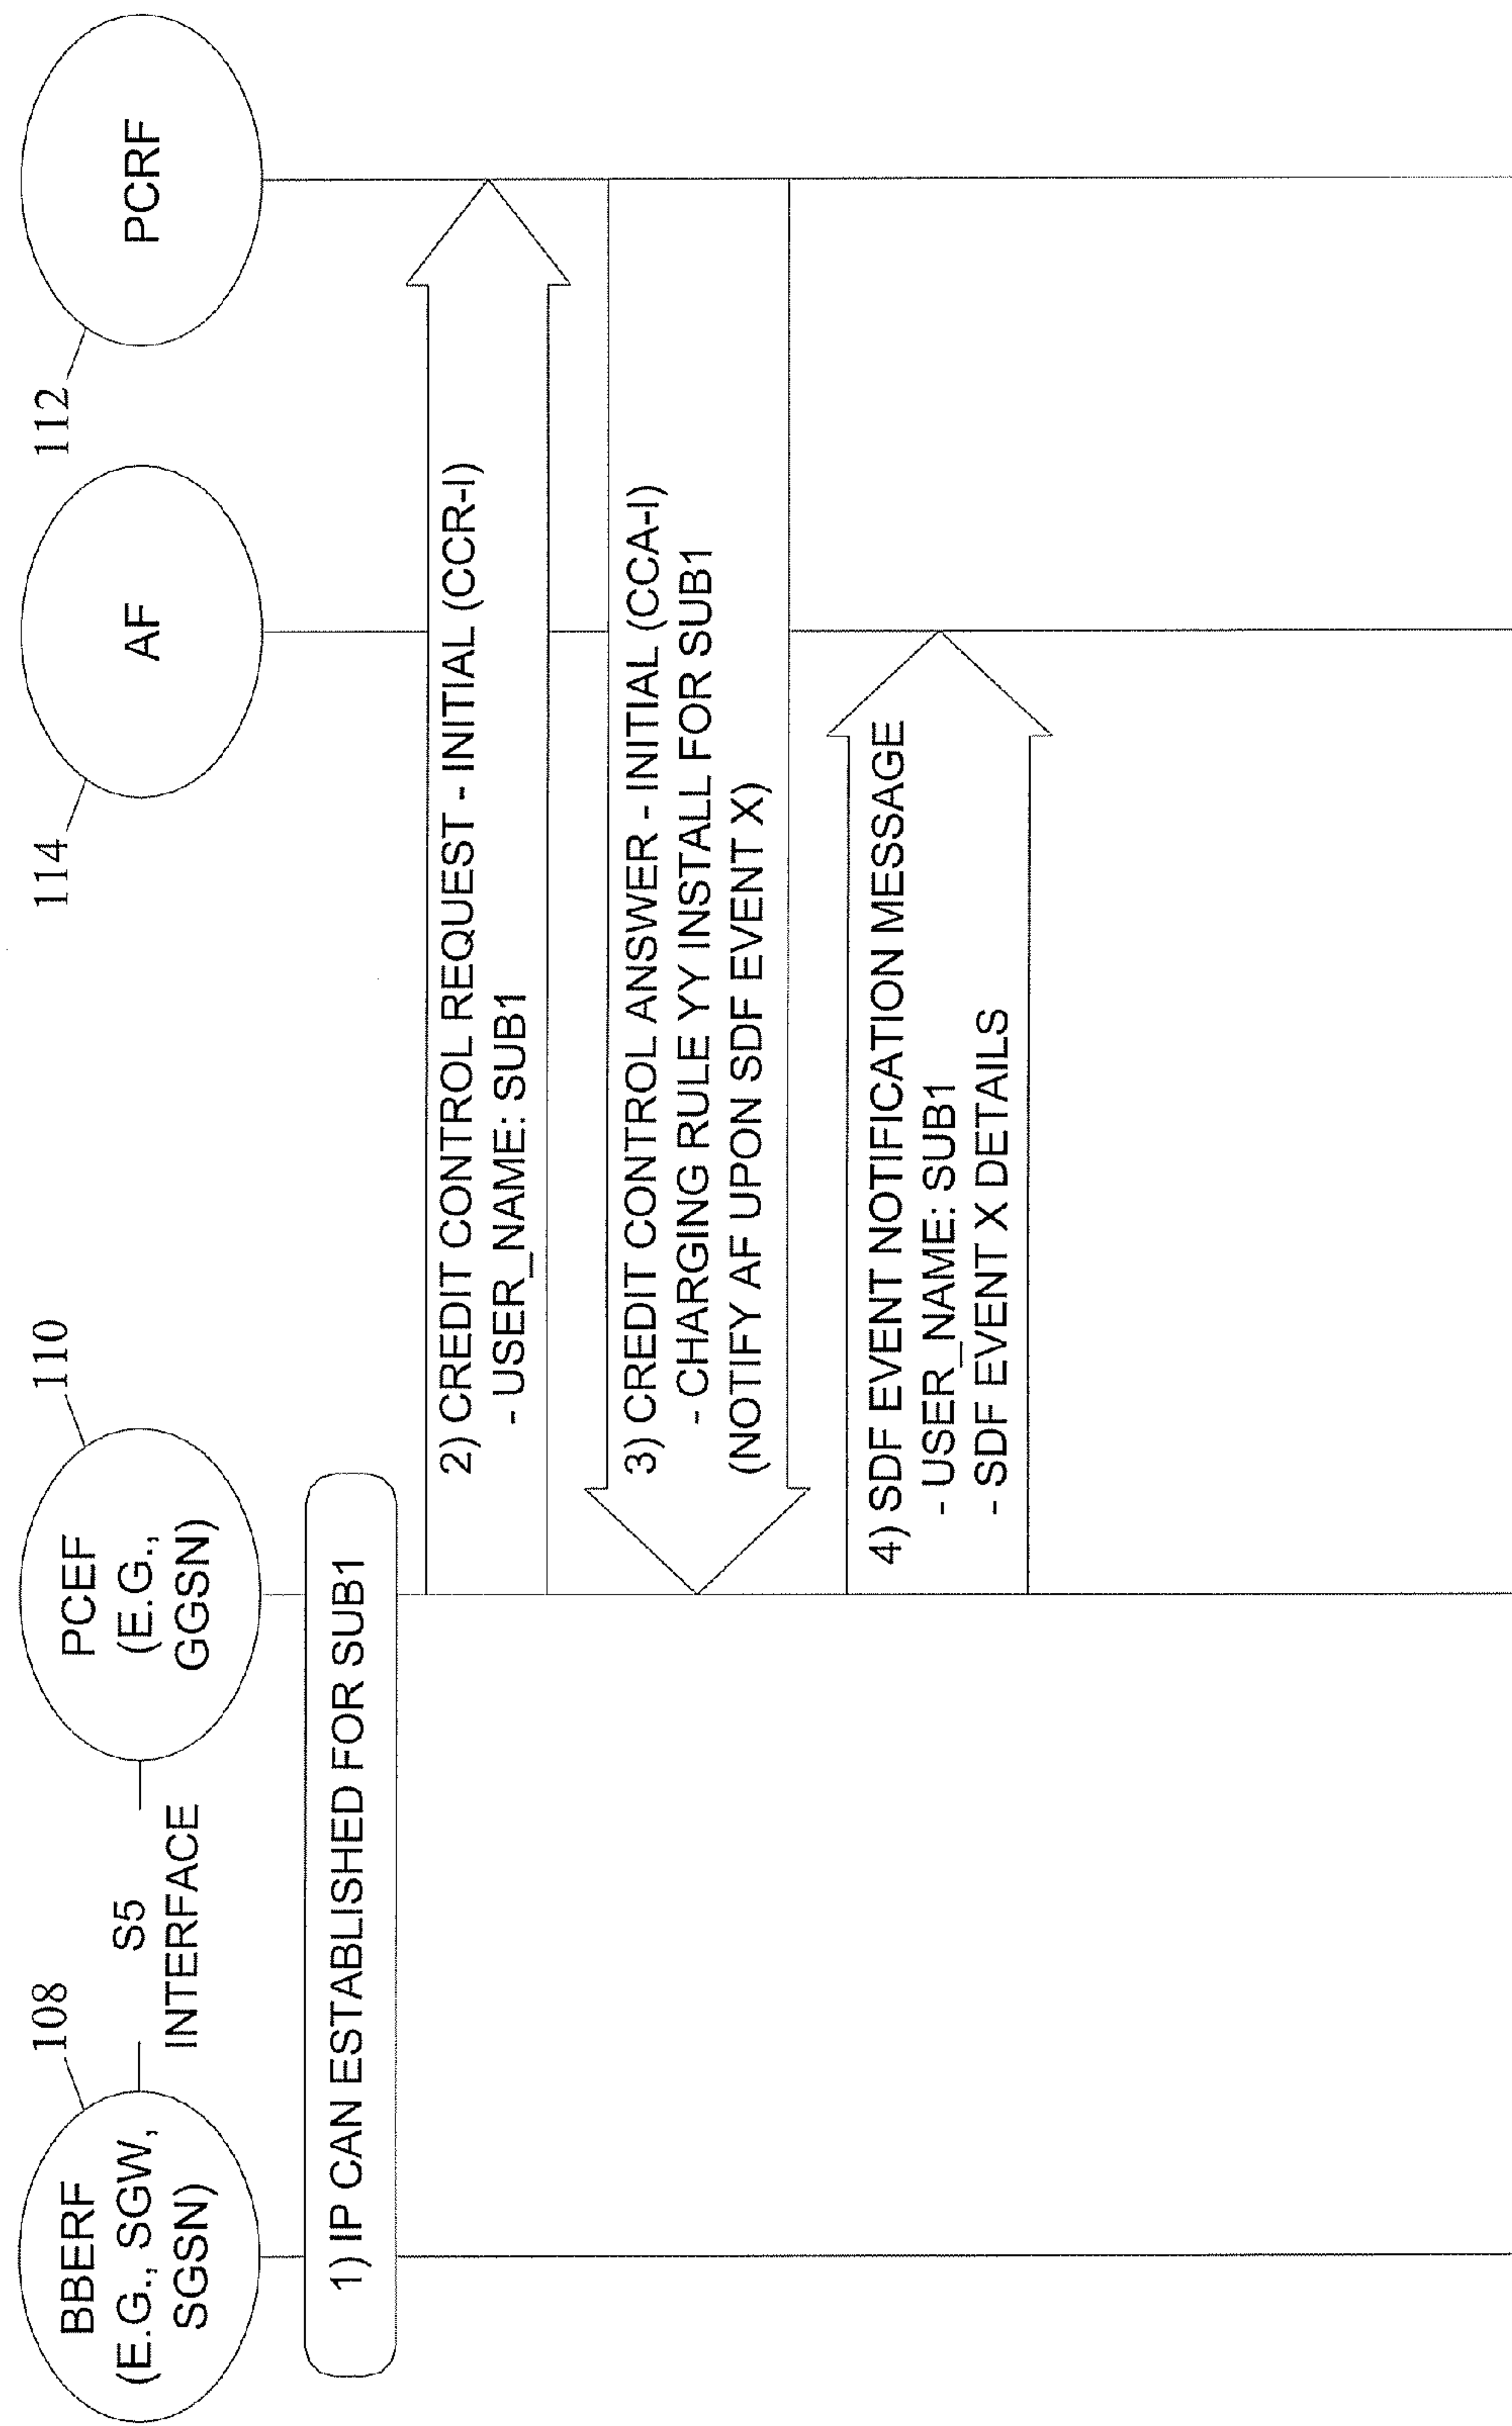 108
110
114
112
BBERF
(E.G., SGW,
SGSN)
S5
INTERFACE
PCEF
(E.G.,
GGSN)
AF
PCRF
1) IP CAN ESTABLISHED FOR SUB1
2) CREDIT CONTROL REQUEST - INITIAL (CCR-I)
- USER_NAME: SUB1
3) CREDIT CONTROL ANSWER - INITIAL (CCA-I)
- CHARGING RULE YY INSTALL FOR SUB1
(NOTIFY AF UPON SDF EVENT X)
4) SDF EVENT NOTIFICATION MESSAGE
- USER_NAME: SUB1
- SDF EVENT X DETAILS